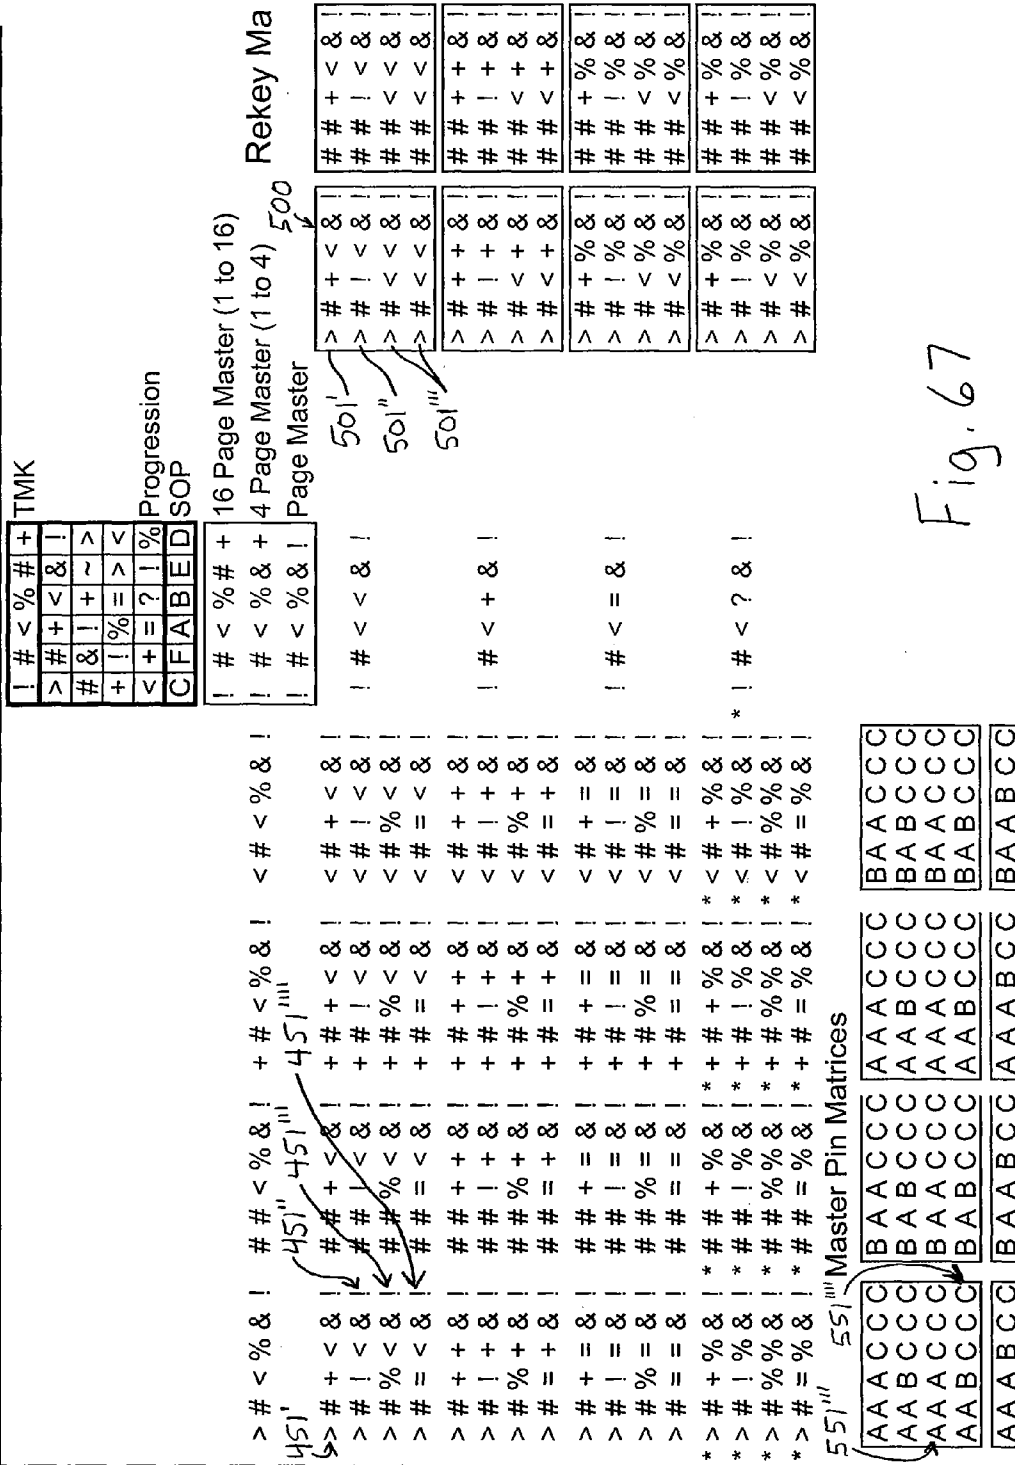 ! # < % # + TMK
> # + < & !
# & ! + ~ >
+ ! % = > <
< + = ? ! % Progression
C F A B E D SOP
! # < % # + 16 Page Master (1 to 16)
> # < % & ! # # < % & ! + # < % & ! < # < % & ! ! # < % & + 4 Page Master (1 to 4) Rekey Ma
! # < % & ! Page Master 500
451' 451'' 451''' 451''''
> # + < & ! # # + < & ! + # + < & ! < # + < & ! > # + < & ! # # + < & !
> # ! < & ! # # ! < & ! + # ! < & ! < # ! < & ! ! # < < & ! > # ! < & ! # # ! < & !
> # % < & ! # # % < & ! + # % < & ! < # % < & ! > # < < & ! # # < < & !
> # = < & ! # # = < & ! + # = < & ! < # = < & ! > # < < & ! # # < < & !
501' 501'' 501'''
> # + + & ! # # + + & ! + # + + & ! < # + + & ! > # + + & ! # # + + & !
> # ! + & ! # # ! + & ! + # ! + & ! < # ! + & ! ! # < + & ! > # ! + & ! # # ! + & !
> # % + & ! # # % + & ! + # % + & ! < # % + & ! > # < + & ! # # < + & !
> # = + & ! # # = + & ! + # = + & ! < # = + & ! > # < + & ! # # < + & !
> # + = & ! # # + = & ! + # + = & ! < # + = & ! > # + % & ! # # + % & !
> # ! = & ! # # ! = & ! + # ! = & ! < # ! = & ! ! # < = & ! > # ! % & ! # # ! % & !
> # % = & ! # # % = & ! + # % = & ! < # % = & ! > # < % & ! # # < % & !
> # = = & ! # # = = & ! + # = = & ! < # = = & ! > # < % & ! # # < % & !
* > # + % & ! * # # + % & ! * + # + % & ! * < # + % & ! > # + % & ! # # + % & !
* > # ! % & ! * # # ! % & ! * + # ! % & ! * < # ! % & ! * ! # < ? & ! > # ! % & ! # # ! % & !
* > # % % & ! * # # % % & ! * + # % % & ! * < # % % & ! > # < % & ! # # < % & !
* > # = % & ! * # # = % & ! * + # = % & ! * < # = % & ! > # < % & ! # # < % & !
551''' 551'''' Master Pin Matrices
A A A C C C B A A C C C A A A C C C B A A C C C
A A B C C C B A B C C C A A B C C C B A B C C C
A A A C C C B A A C C C A A A C C C B A A C C C
A A B C C C B A B C C C A A B C C C B A B C C C
A A A B C C B A A B C C A A A B C C B A A B C C
Fig. 67